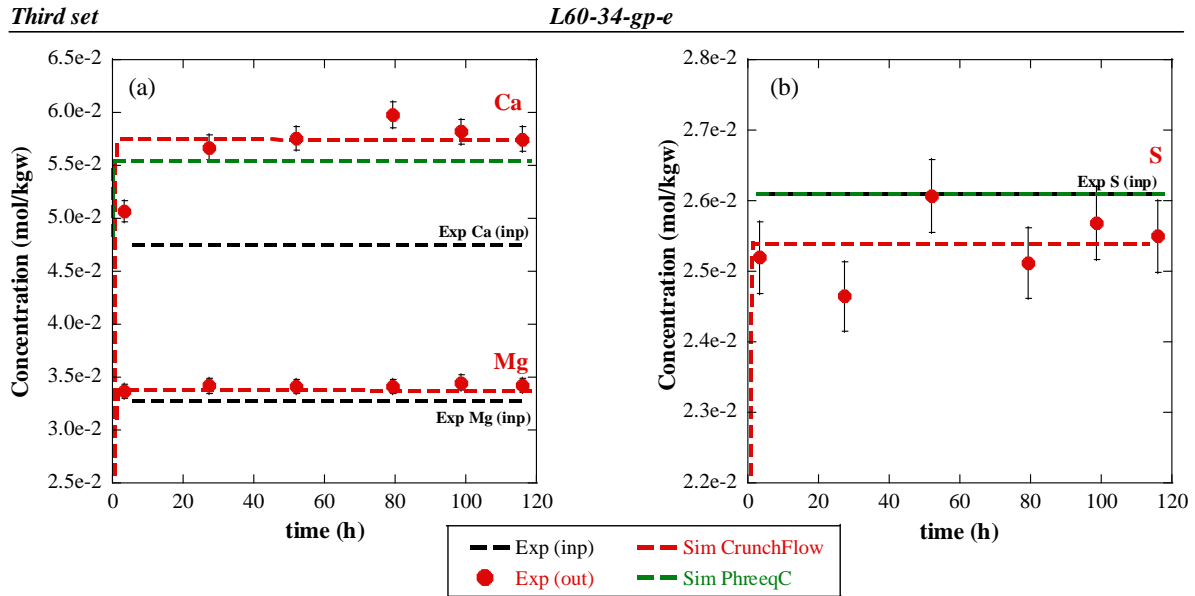 Third set L60-34-gp-e
(a)
Ca
Exp Ca (inp)
Mg
Exp Mg (inp)
6.5e-2
6.0e-2
5.5e-2
5.0e-2
4.5e-2
4.0e-2
3.5e-2
3.0e-2
2.5e-2
Concentration (mol/kgw)
0 20 40 60 80 100 120
time (h)
(b)
S
Exp S (inp)
2.8e-2
2.7e-2
2.6e-2
2.5e-2
2.4e-2
2.3e-2
2.2e-2
Concentration (mol/kgw)
0 20 40 60 80 100 120
time (h)
Exp (inp) Sim CrunchFlow
Exp (out) Sim PhreeqC